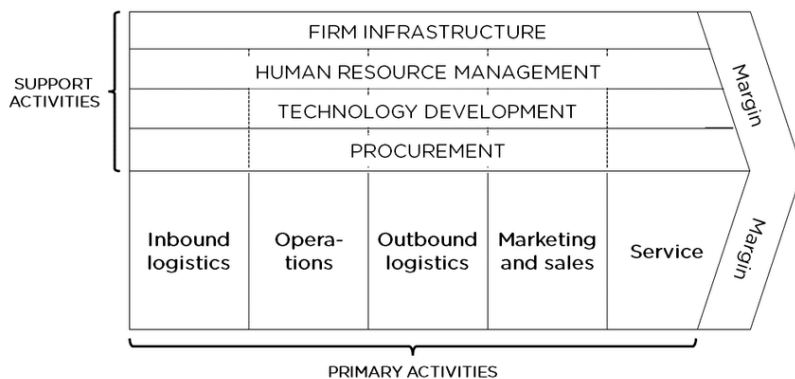 FIRM INFRASTRUCTURE
HUMAN RESOURCE MANAGEMENT
SUPPORT
ACTIVITIES
TECHNOLOGY DEVELOPMENT
PROCUREMENT
Margin
Inbound
logistics
Opera-
tions
Outbound
logistics
Marketing
and sales
Service
Margin
PRIMARY ACTIVITIES